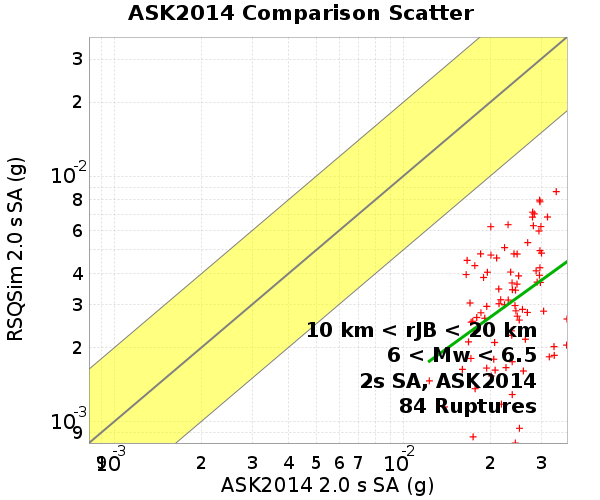 ASK2014 Comparison Scatter
RSQSim 2.0 s SA (g)
3
2
10-2
8
6
4
3
2
10-3
9
10 km < rJB < 20 km
6 < Mw < 6.5
2s SA, ASK2014
84 Ruptures
9 10-3 2 3 4 5 6 7 10-2 2 3
ASK2014 2.0 s SA (g)